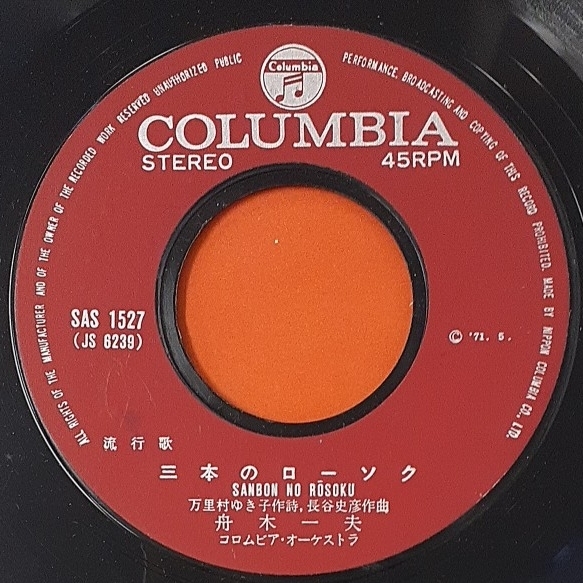 ALL RIGHTS OF THE MANUFACTURER AND OF THE OWNER OF THE RECORDED WORK RESERVED UNAUTHORIZED PUBLIC PERFORMANCE, BROADCASTING AND COPYING OF THIS RECORD PROHIBITED. MADE BY NIPPON COLUMBIA CO., LTD.
Columbia
COLUMBIA
STEREO 45RPM
SAS 1527
(JS 6239)
Ⓒ '71. 5.
流行歌
三本のローソク
SANBON NO RŌSOKU
万里村ゆき子作詩，長谷史彦作曲
舟木一夫
コロムビア・オーケストラ